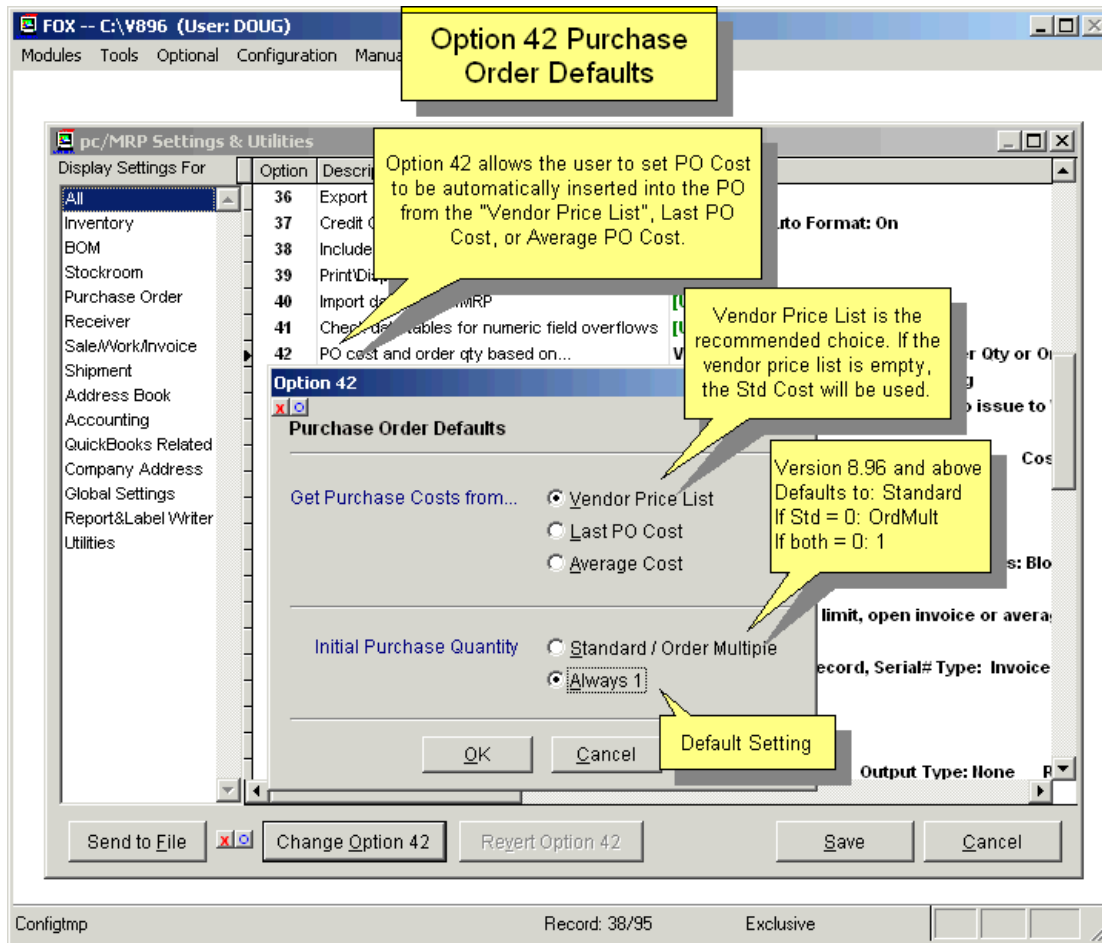 FOX -- C:\V896 (User: DOUG)
Option 42 Purchase
Order Defaults
Modules Tools Optional Configuration
pc/MRP Settings & Utilities
Display Settings For
Option
All
Inventory
BOM
Stockroom
Purchase Order
Receiver
Sale/Work/Invoice
Shipment
Address Book
Accounting
QuickBooks Related
Company Address
Global Settings
Report&Label Writer
Utilities
Option 42 allows the user to set PO Cost
to be automatically inserted into the PO
from the "Vendor Price List", Last PO
Cost, or Average PO Cost.
36 Export
37 Credit Format: On
38 Include
39
40 Import
41 Check tables for numeric field overflows
42 PO cost and order qty based on... Qty or
issue to
Vendor Price List is the
recommended choice. If the
vendor price list is empty,
the Std Cost will be used.
Option 42
Purchase Order Defaults
Get Purchase Costs from...
Vendor Price List
Last PO Cost
Average Cost
Version 8.96 and above
Defaults to: Standard
If Std = 0: OrdMult
If both = 0: 1
limit, open invoice or
Serial# Type: Invoice
Output Type: None
Initial Purchase Quantity
Standard / Order Multiple
Always 1
Default Setting
OK Cancel
Send to File Change Option 42 Revert Option 42 Save Cancel
Configtmp Record: 38/95 Exclusive